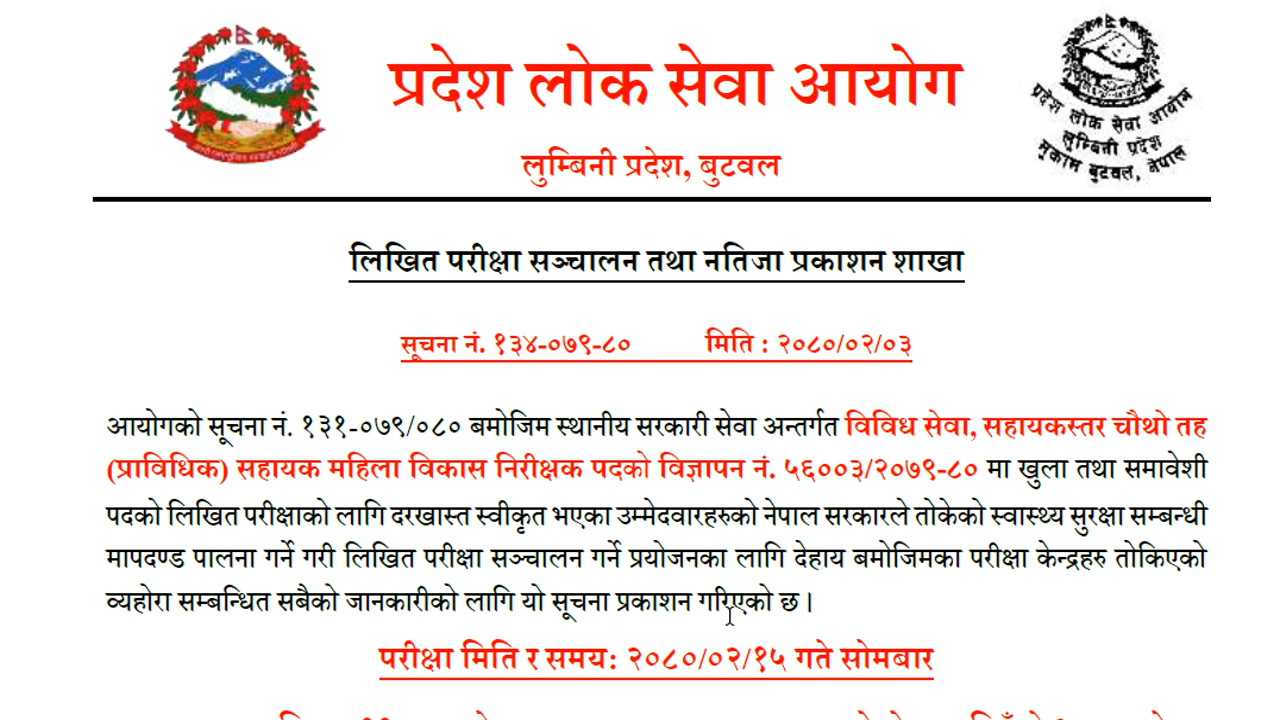 प्रदेश लोक सेवा आयोग
लुम्बिनी प्रदेश, बुटवल
प्रदेश लोक सेवा आयोग
लुम्बिनी प्रदेश
मुकाम बुटवल, नेपाल
लिखित परीक्षा सञ्चालन तथा नतिजा प्रकाशन शाखा
सूचना नं. १३४-०७९-८० मिति : २०८०/०२/०३
आयोगको सूचना नं. १३१-०७९/०८० बमोजिम स्थानीय सरकारी सेवा अन्तर्गत विविध सेवा, सहायकस्तर चौथो तह
(प्राविधिक) सहायक महिला विकास निरीक्षक पदको विज्ञापन नं. ५६००३/२०७९-८० मा खुला तथा समावेशी
पदको लिखित परीक्षाको लागि दरखास्त स्वीकृत भएका उम्मेदवारहरुको नेपाल सरकारले तोकेको स्वास्थ्य सुरक्षा सम्बन्धी
मापदण्ड पालना गर्ने गरी लिखित परीक्षा सञ्चालन गर्ने प्रयोजनका लागि देहाय बमोजिमका परीक्षा केन्द्रहरु तोकिएको
व्यहोरा सम्बन्धित सबैको जानकारीको लागि यो सूचना प्रकाशन गरिएको छ।
परीक्षा मिति र समय: २०८०/०२/१५ गते सोमबार